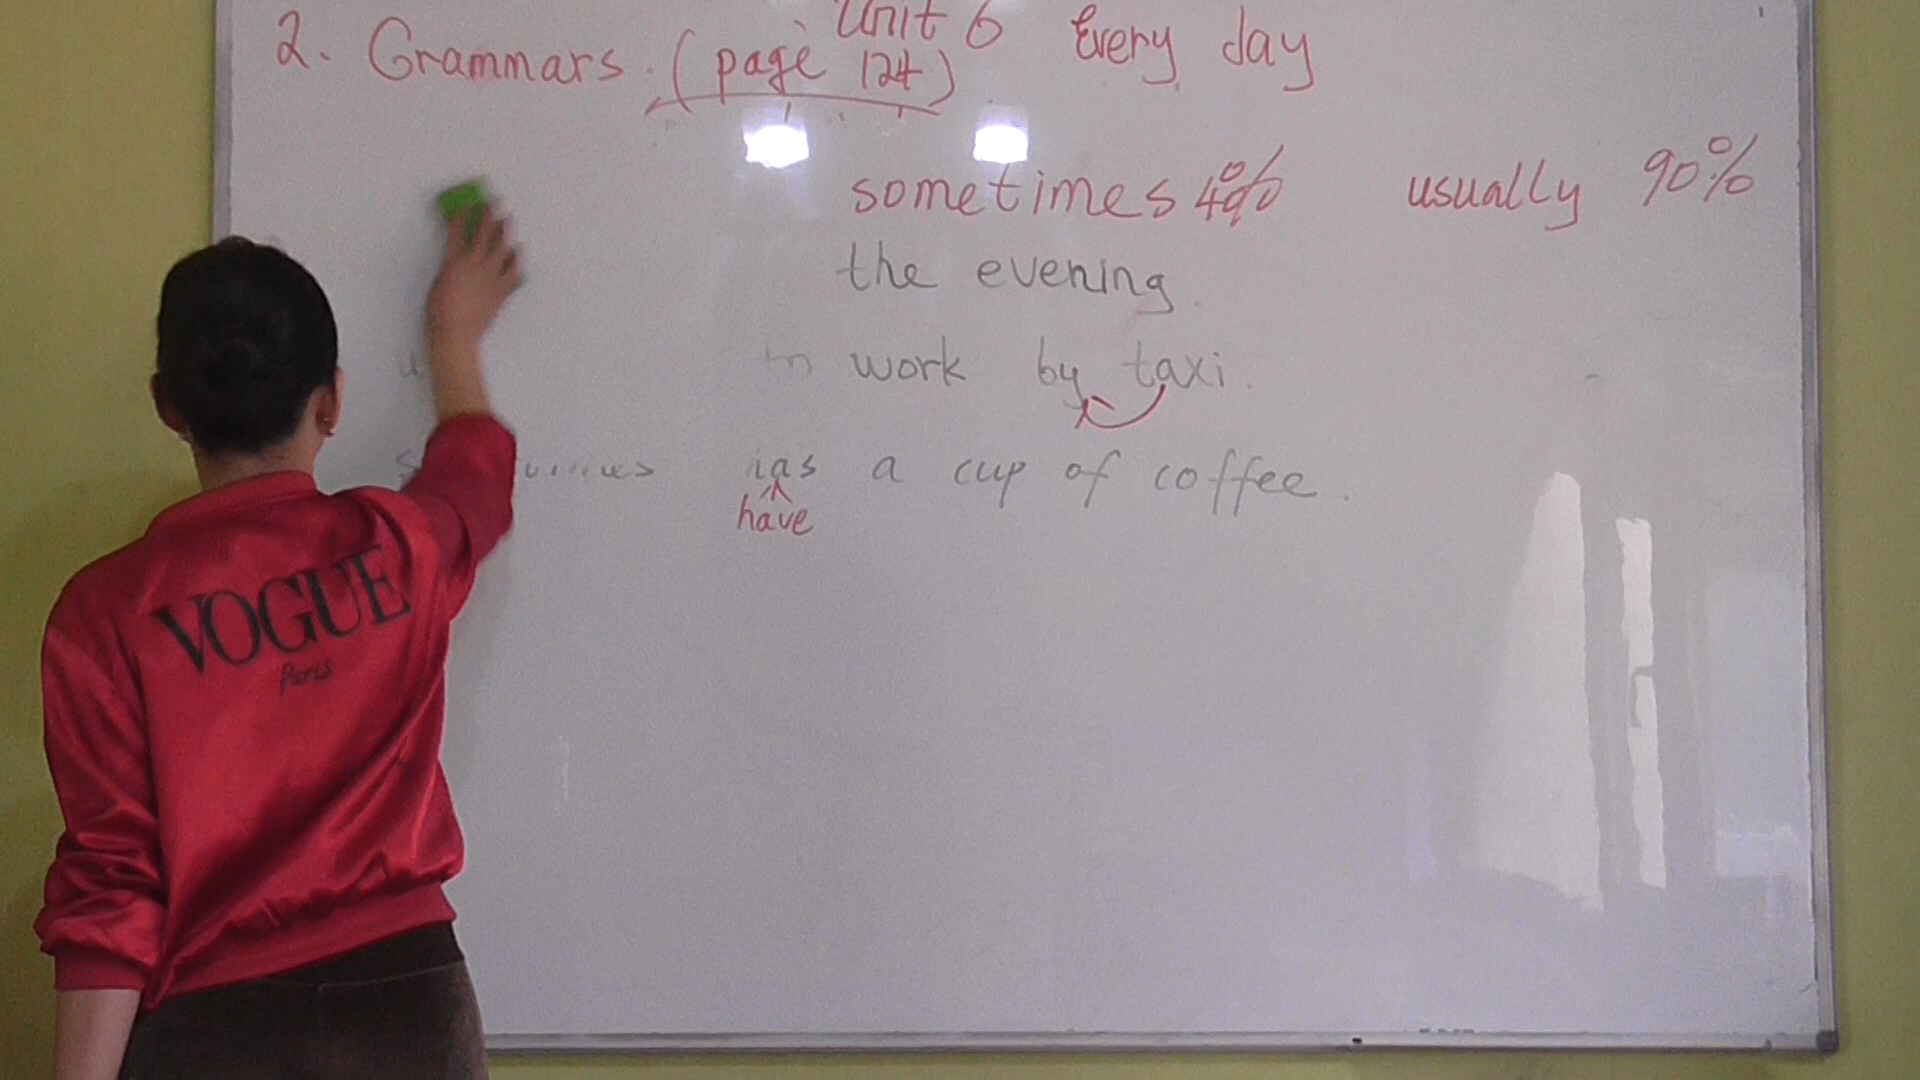 Unit 6 Every day
2. Grammars. (page 124)
sometimes 40% usually 90%
the evening.
work by taxi.
has a cup of coffee.
have
VOGUE
Paris